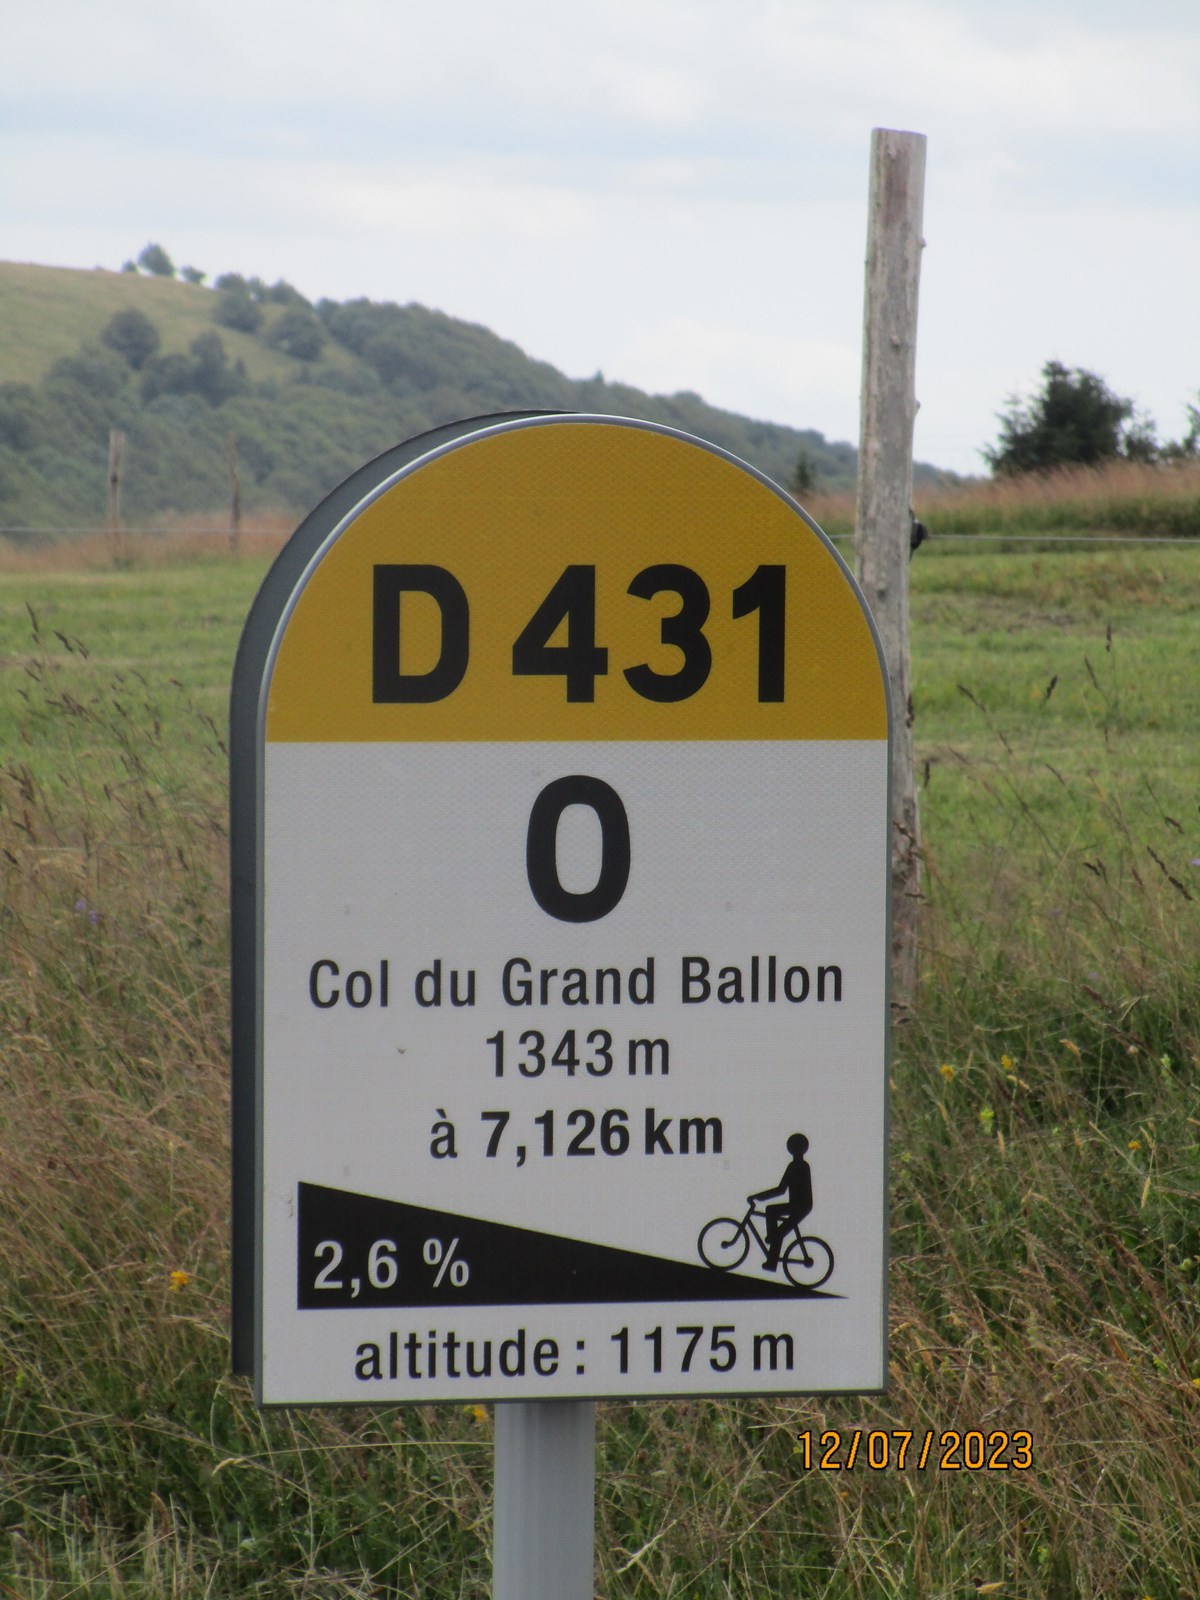 D 431
0
Col du Grand Ballon
1343 m
à 7,126 km
2,6 %
altitude : 1175 m
12/07/2023